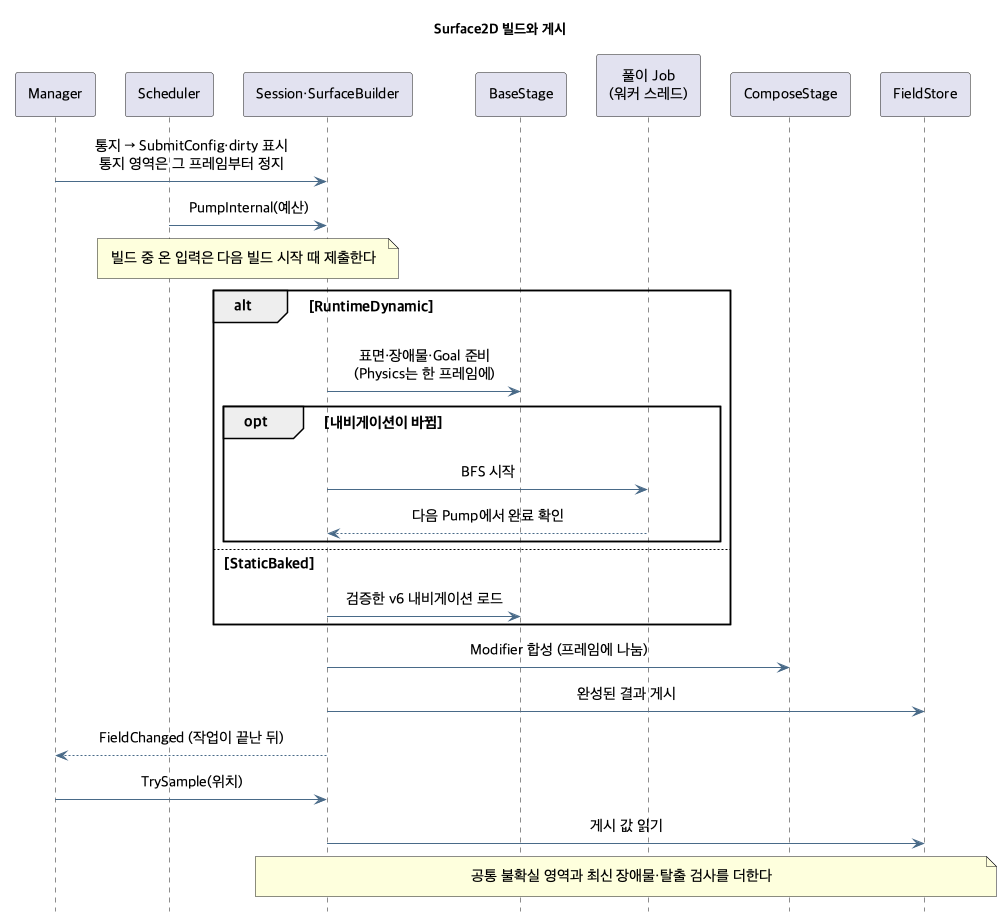 Surface2D 빌드와 게시
Manager
Scheduler
Session·SurfaceBuilder
BaseStage
풀이 Job
(워커 스레드)
ComposeStage
FieldStore
통지 → SubmitConfig·dirty 표시
통지 영역은 그 프레임부터 정지
PumpInternal(예산)
빌드 중 온 입력은 다음 빌드 시작 때 제출한다
alt
[RuntimeDynamic]
표면·장애물·Goal 준비
(Physics는 한 프레임에)
opt
[내비게이션이 바뀜]
BFS 시작
다음 Pump에서 완료 확인
[StaticBaked]
검증한 v6 내비게이션 로드
Modifier 합성 (프레임에 나눔)
완성된 결과 게시
FieldChanged (작업이 끝난 뒤)
TrySample(위치)
게시 값 읽기
공통 불확실 영역과 최신 장애물·탈출 검사를 더한다